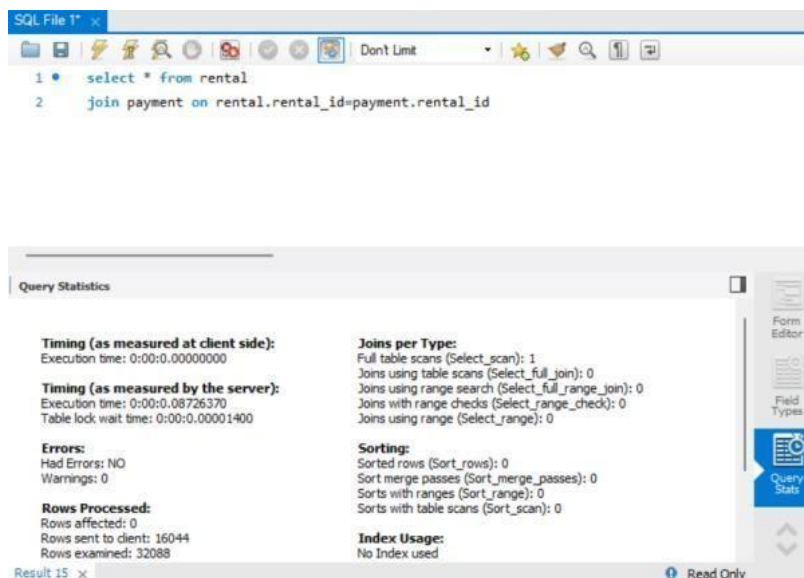 SQL File 1* ×
Don't Limit
1 select * from rental
2 join payment on rental.rental_id=payment.rental_id
Query Statistics
Timing (as measured at client side):
Execution time: 0:00:0.00000000
Timing (as measured by the server):
Execution time: 0:00:0.08726370
Table lock wait time: 0:00:0.00001400
Errors:
Had Errors: NO
Warnings: 0
Rows Processed:
Rows affected: 0
Rows sent to client: 16044
Rows examined: 32088
Joins per Type:
Full table scans (Select_scan): 1
Joins using table scans (Select_full_join): 0
Joins using range search (Select_full_range_join): 0
Joins with range checks (Select_range_check): 0
Joins using range (Select_range): 0
Sorting:
Sorted rows (Sort_rows): 0
Sort merge passes (Sort_merge_passes): 0
Sorts with ranges (Sort_range): 0
Sorts with table scans (Sort_scan): 0
Index Usage:
No Index used
Form
Editor
Field
Types
Query
Stats
Result 15 ×
Read Only